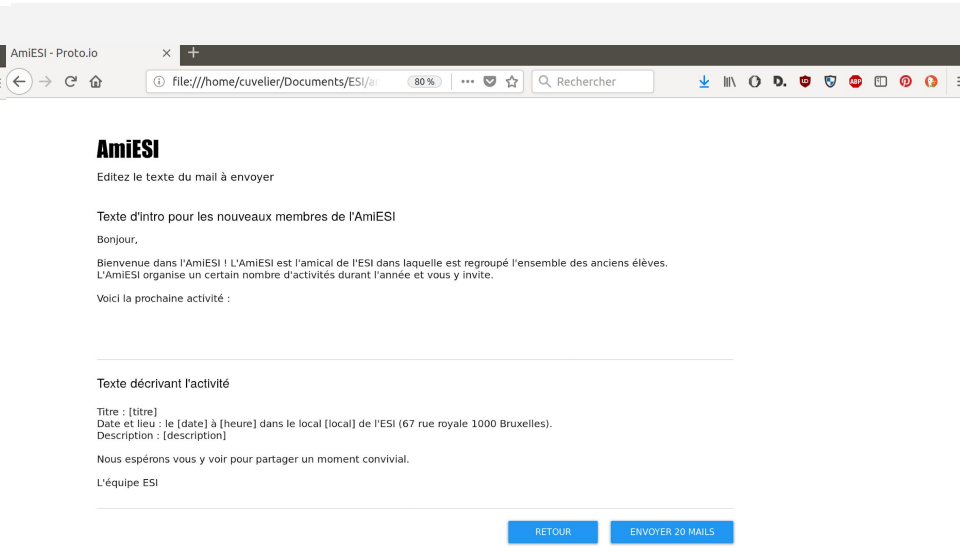 AmiESI - Proto.io
file:///home/cuvelier/Documents/ESI/
80 %
Rechercher
AmiESI
Editez le texte du mail à envoyer
Texte d'intro pour les nouveaux membres de l'AmiESI
Bonjour,
Bienvenue dans l'AmiESI ! L'AmiESI est l'amical de l'ESI dans laquelle est regroupé l'ensemble des anciens élèves.
L'AmiESI organise un certain nombre d'activités durant l'année et vous y invite.
Voici la prochaine activité :
Texte décrivant l'activité
Titre : [titre]
Date et lieu : le [date] à [heure] dans le local [local] de l'ESI (67 rue royale 1000 Bruxelles).
Description : [description]
Nous espérons vous y voir pour partager un moment convivial.
L'équipe ESI
RETOUR
ENVOYER 20 MAILS